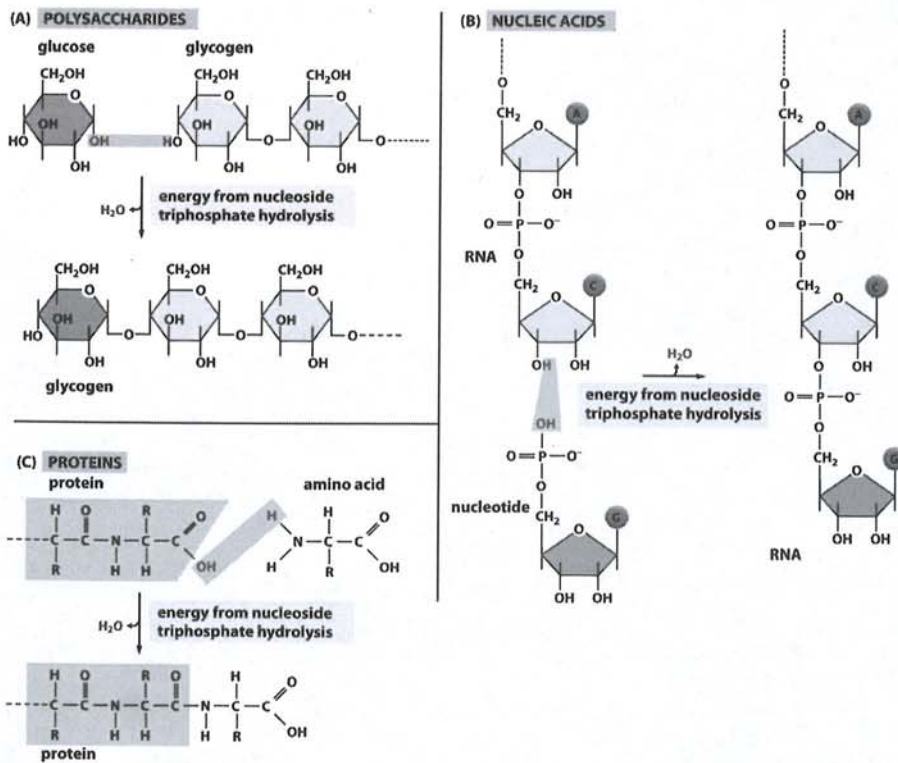 (A) POLYSACCHARIDES
glucose glycogen
CH₂OH CH₂OH CH₂OH
O O O
HO OH OH HO OH O OH O
OH OH OH
H₂O energy from nucleoside
triphosphate hydrolysis
CH₂OH CH₂OH CH₂OH
O O O
HO OH O OH O OH O
OH OH OH
glycogen
(B) NUCLEIC ACIDS
O
CH₂
O A
O OH
O=P—O⁻
RNA
O
CH₂
O C
OH OH
OH
O=P—O⁻
nucleotide
O
CH₂
O G
OH OH
H₂O
energy from nucleoside
triphosphate hydrolysis
O
CH₂
O A
O OH
O=P—O⁻
O
CH₂
O C
O OH
O=P—O⁻
O
CH₂
O G
OH OH
RNA
(C) PROTEINS
protein amino acid
H O R O H H O
C—C—N—C—C N—C—C
R H H OH H R OH
H₂O energy from nucleoside
triphosphate hydrolysis
H O R O H O
C—C—N—C—C—N—C—C
R H H H R OH
protein